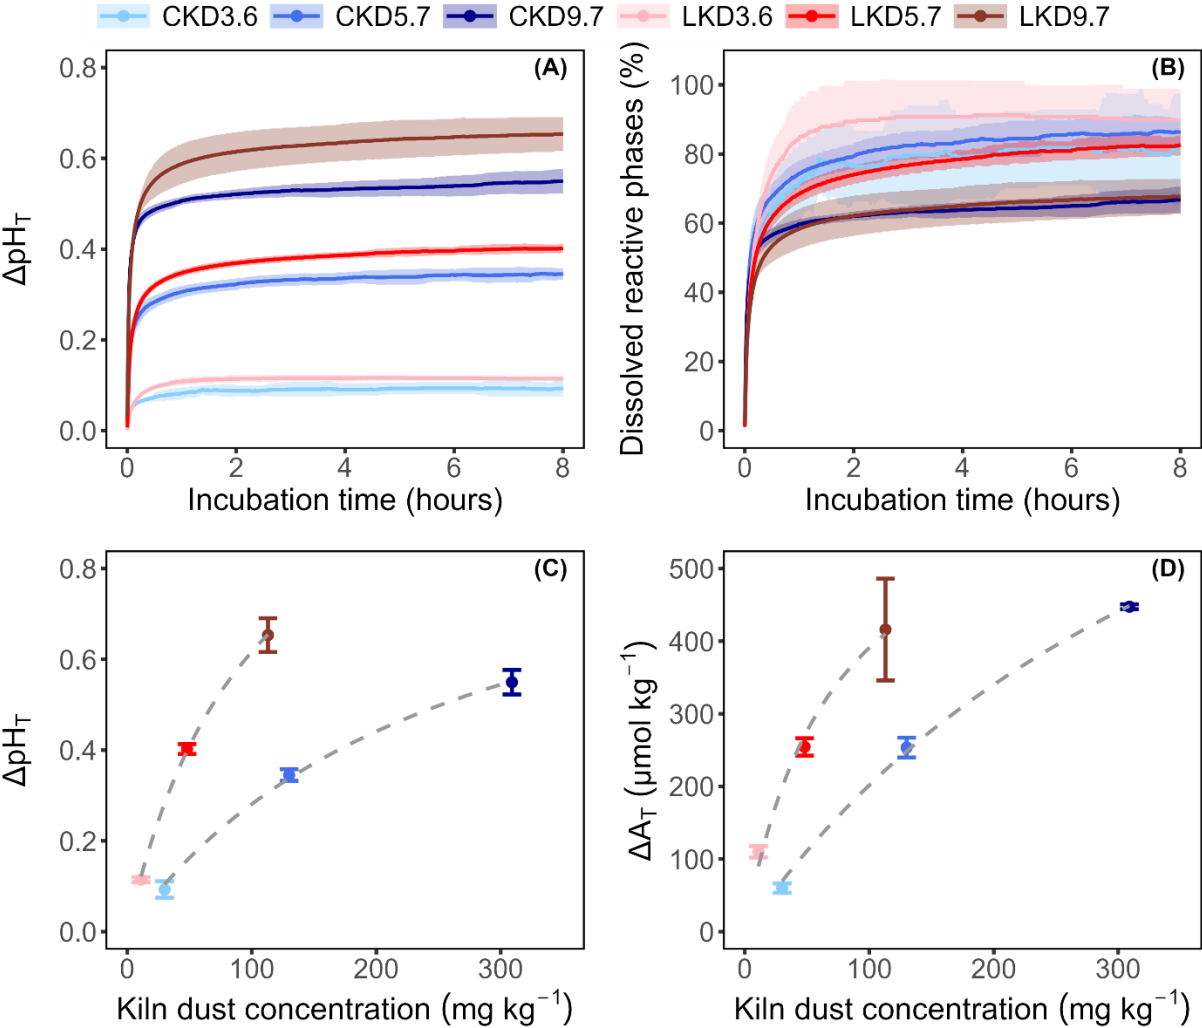 CKD3.6 CKD5.7 CKD9.7 LKD3.6 LKD5.7 LKD9.7
(A)
ΔpH_T
0.8
0.6
0.4
0.2
0.0
0 2 4 6 8
Incubation time (hours)
(B)
Dissolved reactive phases (%)
100
80
60
40
20
0
0 2 4 6 8
Incubation time (hours)
(C)
ΔpH_T
0.8
0.6
0.4
0.2
0.0
0 100 200 300
Kiln dust concentration (mg kg⁻¹)
(D)
ΔA_T (μmol kg⁻¹)
500
400
300
200
100
0
0 100 200 300
Kiln dust concentration (mg kg⁻¹)